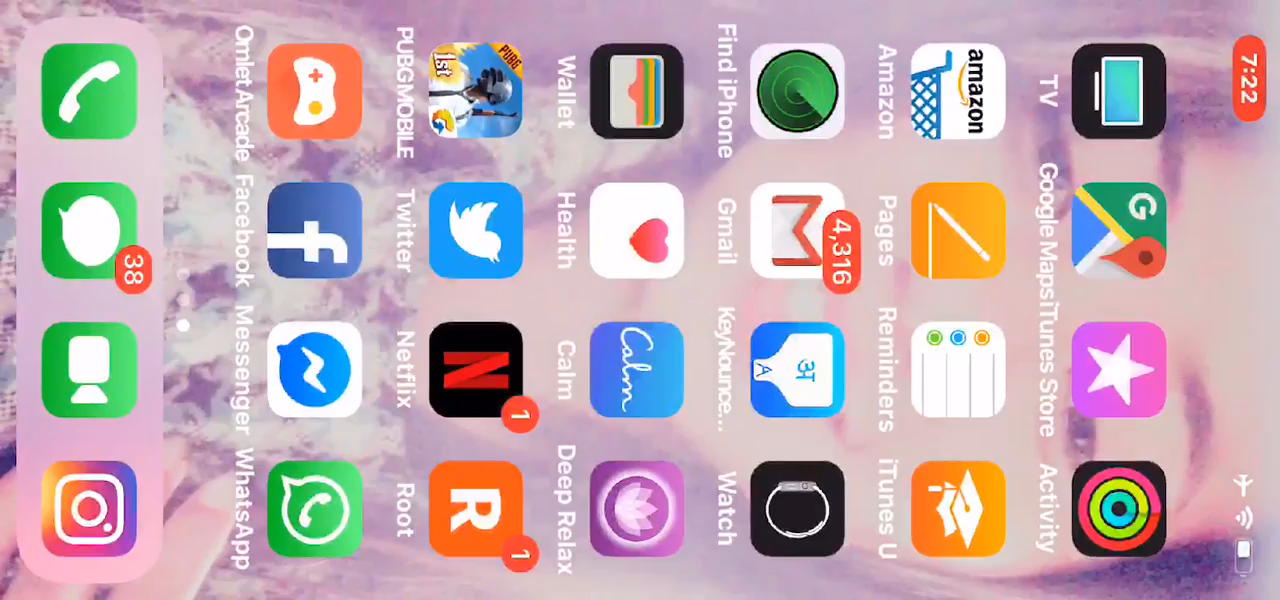 7:22
TV
Google Maps
iTunes Store
Activity
amazon
Amazon
Pages
Reminders
iTunes U
4,316
Find iPhone
Gmail
KeyNounce...
Watch
Calm
Wallet
Health
Calm
Deep Relax
PUBG
1st
N
1
R
1
PUBGMOBILE
Twitter
Netflix
Root
Omlet Arcade
Facebook
Messenger
WhatsApp
38